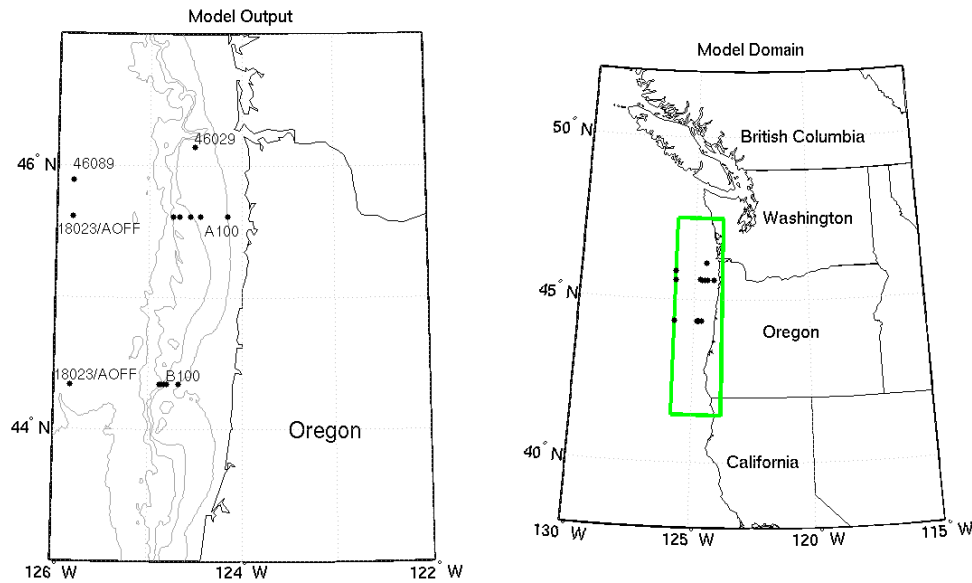 Model Output
46029
46° N
46089
18023/AOFF
A100
18023/AOFF
B100
44° N
Oregon
126° W
124° W
122° W
Model Domain
50° N
British Columbia
Washington
45° N
Oregon
40° N
California
130° W
125° W
120° W
115° W